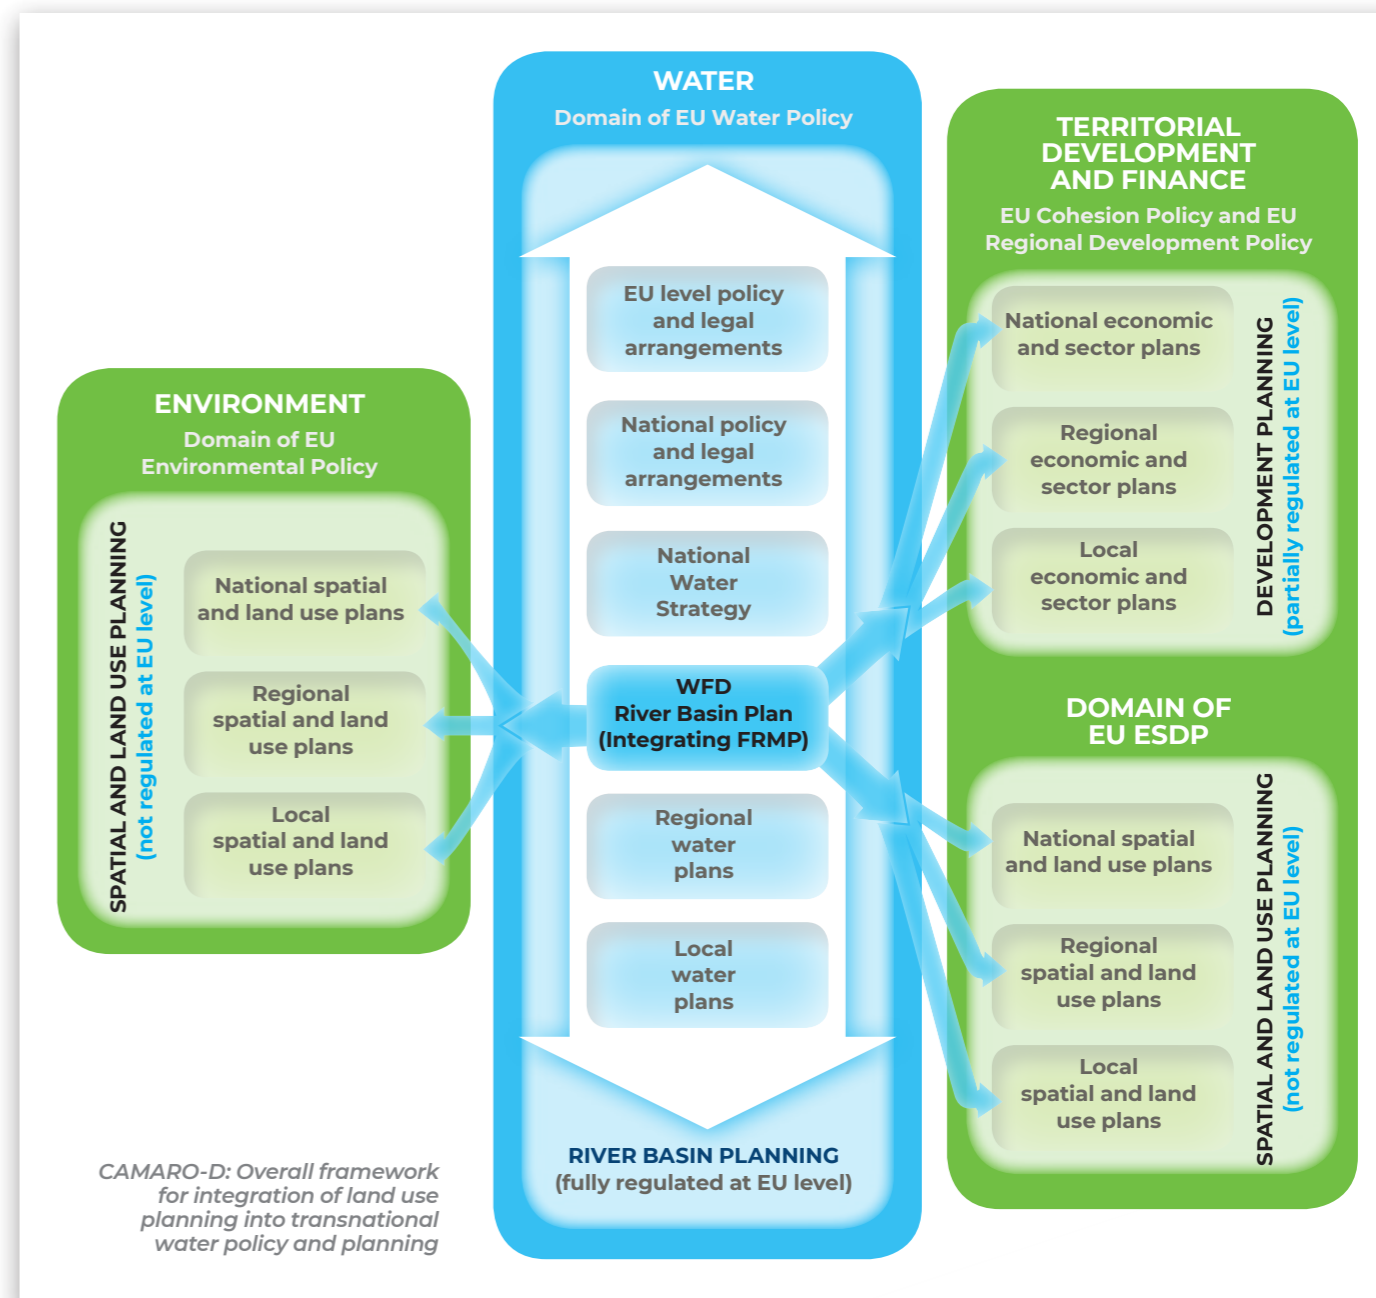 WATER
Domain of EU Water Policy
EU level policy
and legal
arrangements
National policy
and legal
arrangements
National
Water
Strategy
WFD
River Basin Plan
(Integrating FRMP)
Regional
water
plans
Local
water
plans
RIVER BASIN PLANNING
(fully regulated at EU level)
ENVIRONMENT
Domain of EU
Environmental Policy
SPATIAL AND LAND USE PLANNING
(not regulated at EU level)
National spatial
and land use plans
Regional
spatial and land
use plans
Local
spatial and land
use plans
TERRITORIAL
DEVELOPMENT
AND FINANCE
EU Cohesion Policy and EU
Regional Development Policy
National economic
and sector plans
Regional
economic and
sector plans
Local
economic and
sector plans
DEVELOPMENT PLANNING
(partially regulated at EU level)
DOMAIN OF
EU ESDP
National spatial
and land use plans
Regional
spatial and land
use plans
Local
spatial and land
use plans
SPATIAL AND LAND USE PLANNING
(not regulated at EU level)
CAMARO-D: Overall framework
for integration of land use
planning into transnational
water policy and planning